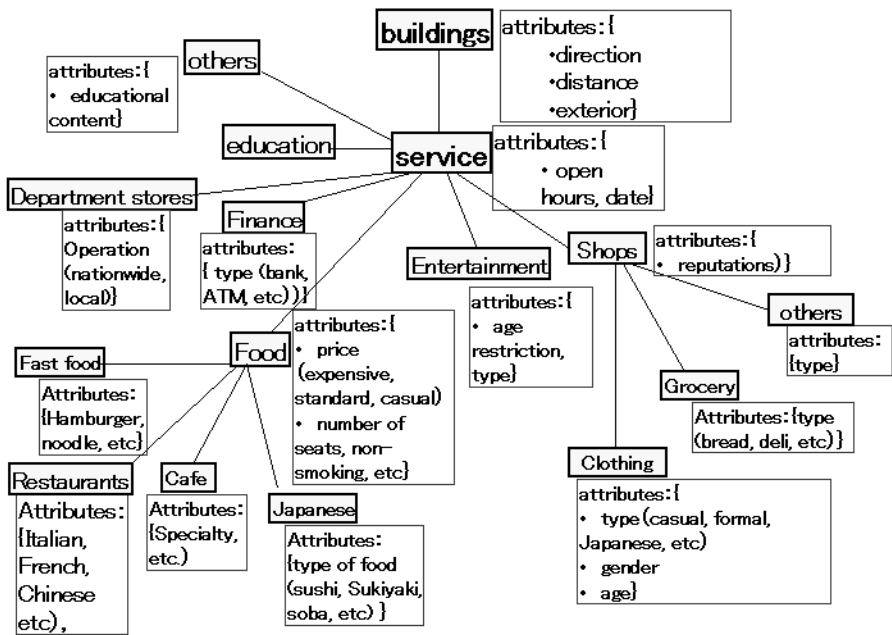 buildings
attributes:{
•direction
•distance
•exterior}
others
attributes:{
• educational
content}
education
service
attributes:{
• open
hours, date}
Department stores
attributes:{
Operation
(nationwide,
local)}
Finance
attributes:
{ type (bank,
ATM, etc))}
Entertainment
attributes:{
• age
restriction,
type}
Shops
attributes:{
• reputations)}
others
attributes:
{type}
Food
attributes:{
• price
(expensive,
standard, casual)
• number of
seats, non-
smoking, etc}
Fast food
Attributes:
{Hamburger,
noodle, etc}
Grocery
Attributes:{type
(bread, deli, etc)}
Restaurants
Attributes:
{Italian,
French,
Chinese
etc),
Cafe
Attributes:
{Specialty,
etc.)
Japanese
Attributes:
{type of food
(sushi, Sukiyaki,
soba, etc) }
Clothing
attributes:{
• type(casual, formal,
Japanese, etc)
• gender
• age}